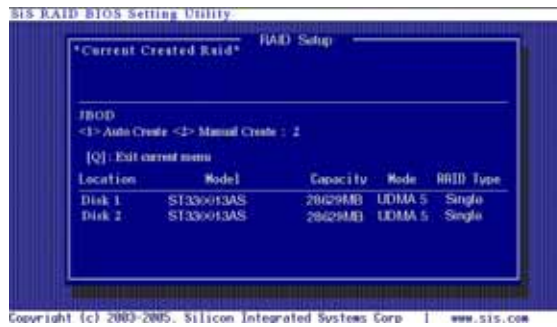 SiS RAID BIOS Setting Utility
RAID Setup
*Current Created Raid*
JBOD
<1> Auto Create <2> Manual Create : 2
[Q] : Exit current menu
Location Model Capacity Mode RAID Type
Disk 1 ST330013AS 28629MB UDMA 5 Single
Disk 2 ST330013AS 28629MB UDMA 5 Single
Copyright (c) 2003-2005. Silicon Integrated Systems Corp | www.sis.com